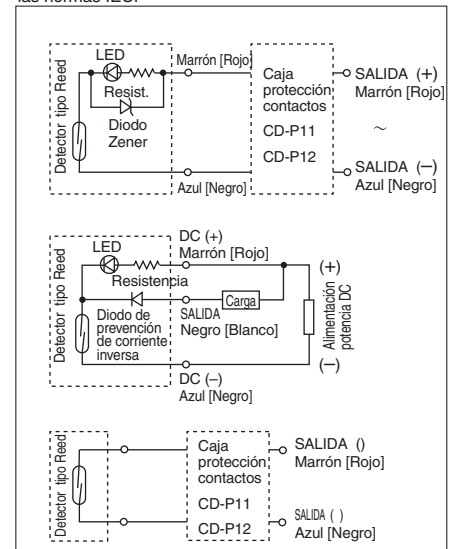 las normas IEC.
Detector tipo Reed
LED
Resist.
Diodo
Zener
Marrón [Rojo]
Azul [Negro]
Caja
protección
contactos
CD-P11
CD-P12
SALIDA (+)
Marrón [Rojo]
~
SALIDA (–)
Azul [Negro]
Detector tipo Reed
LED
Resistencia
Diodo de
prevención
de corriente
inversa
DC (+)
Marrón [Rojo]
Carga
SALIDA
Negro [Blanco]
DC (–)
Azul [Negro]
(+)
Alimentación
potencia DC
(–)
Detector tipo Reed
Caja
protección
contactos
CD-P11
CD-P12
SALIDA ()
Marrón [Rojo]
SALIDA ( )
Azul [Negro]